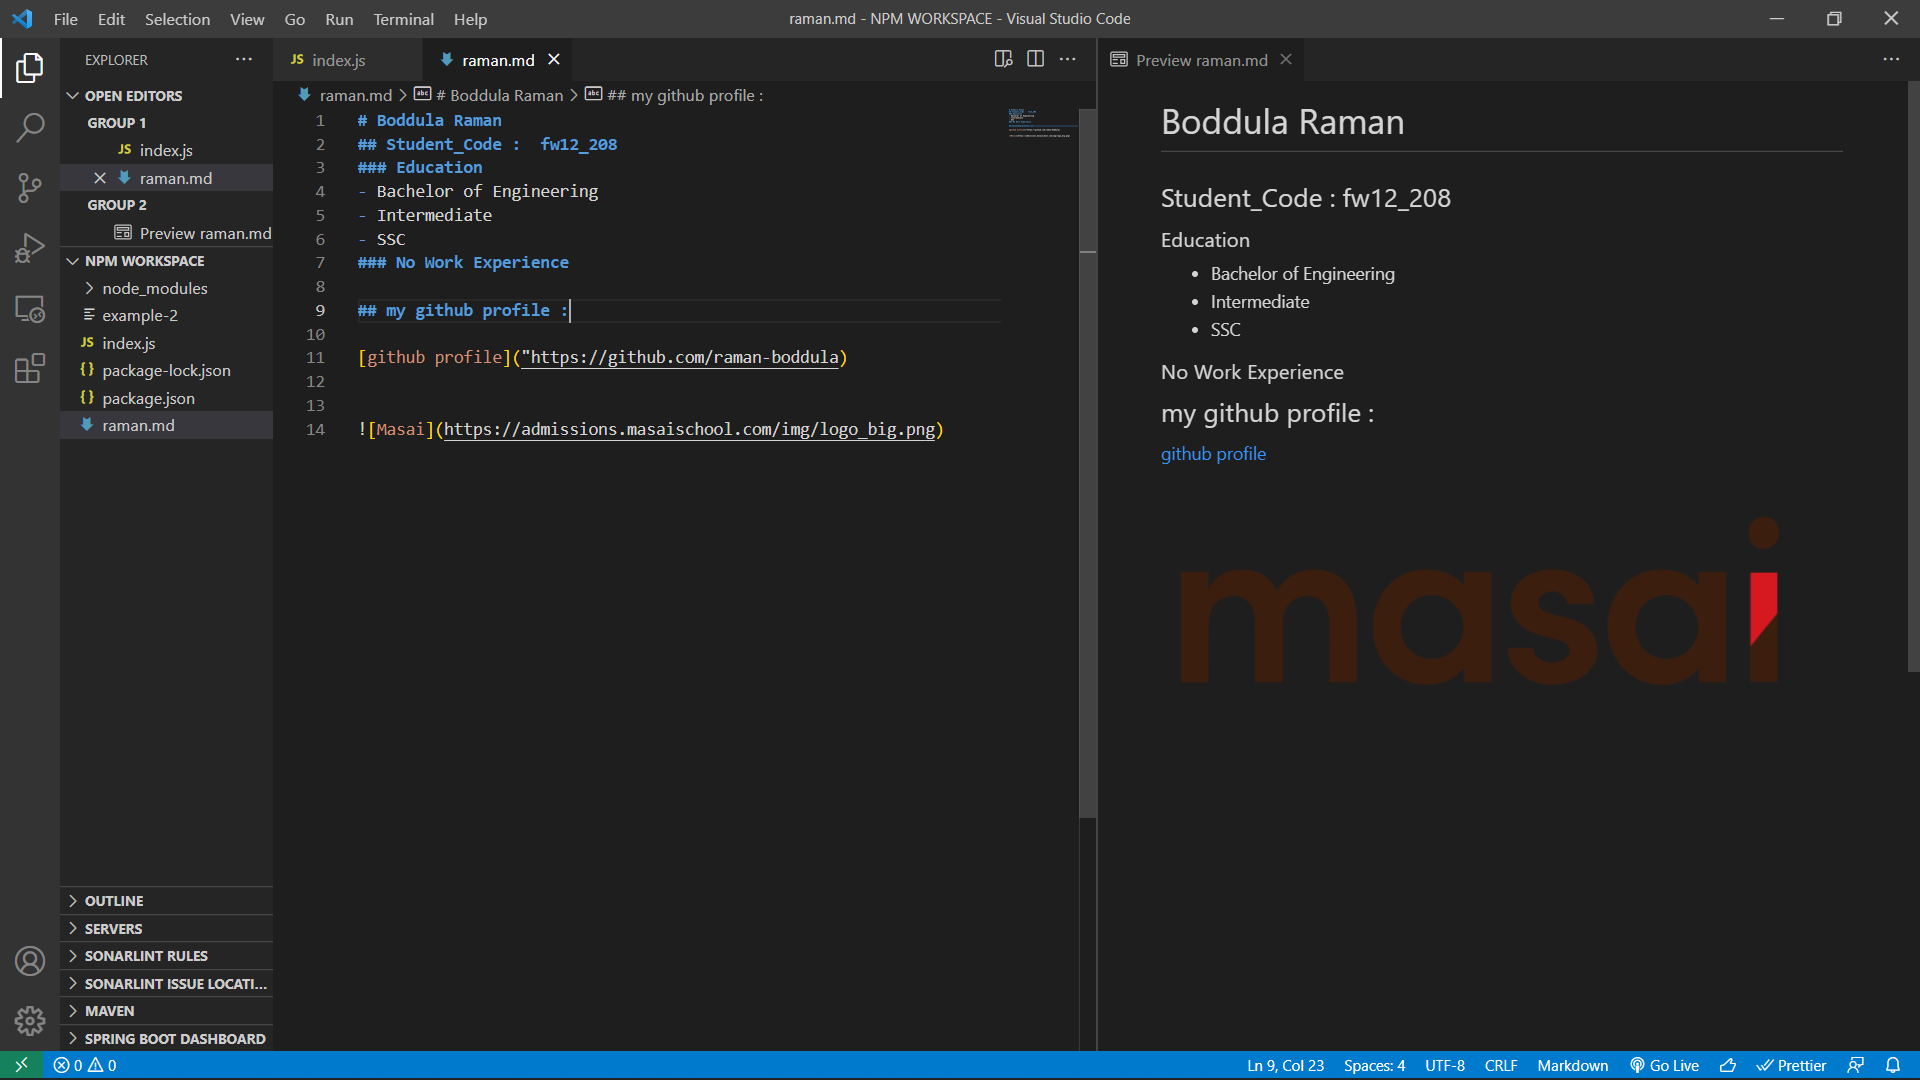 File Edit Selection View Go Run Terminal Help
raman.md - NPM WORKSPACE - Visual Studio Code
EXPLORER
OPEN EDITORS
GROUP 1
JS index.js
raman.md
GROUP 2
Preview raman.md
NPM WORKSPACE
node_modules
example-2
JS index.js
{} package-lock.json
{} package.json
raman.md
OUTLINE
SERVERS
SONARLINT RULES
SONARLINT ISSUE LOCATI...
MAVEN
SPRING BOOT DASHBOARD
JS index.js
raman.md
raman.md > abc # Boddula Raman > abc ## my github profile :
1 # Boddula Raman
2 ## Student_Code :  fw12_208
3 ### Education
4 - Bachelor of Engineering
5 - Intermediate
6 - SSC
7 ### No Work Experience
8
9 ## my github profile :
10
11 [github profile]("https://github.com/raman-boddula)
12
13
14 ![Masai](https://admissions.masaischool.com/img/logo_big.png)
Preview raman.md
Boddula Raman
Student_Code : fw12_208
Education
• Bachelor of Engineering
• Intermediate
• SSC
No Work Experience
my github profile :
github profile
masai
0 0
Ln 9, Col 23 Spaces: 4 UTF-8 CRLF Markdown Go Live Prettier